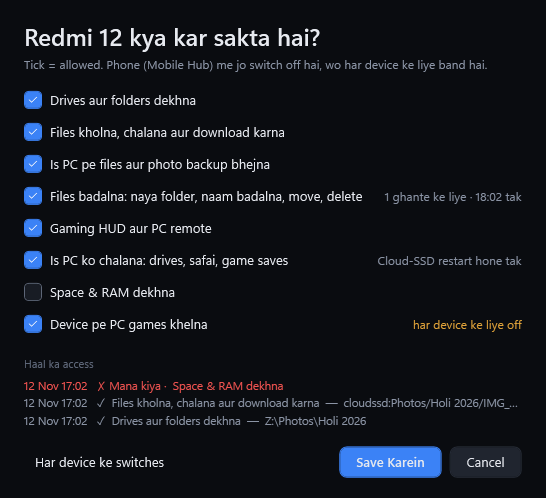 Redmi 12 kya kar sakta hai?
Tick = allowed. Phone (Mobile Hub) me jo switch off hai, wo har device ke liye band hai.
Drives aur folders dekhna
Files kholna, chalana aur download karna
Is PC pe files aur photo backup bhejna
Files badalna: naya folder, naam badalna, move, delete 1 ghante ke liye · 18:02 tak
Gaming HUD aur PC remote
Is PC ko chalana: drives, safai, game saves Cloud-SSD restart hone tak
Space & RAM dekhna
Device pe PC games khelna har device ke liye off
Haal ka access
12 Nov 17:02 ✗ Mana kiya · Space & RAM dekhna
12 Nov 17:02 ✓ Files kholna, chalana aur download karna — cloudssd:Photos/Holi 2026/IMG_...
12 Nov 17:02 ✓ Drives aur folders dekhna — Z:\Photos\Holi 2026
Har device ke switches Save Karein Cancel